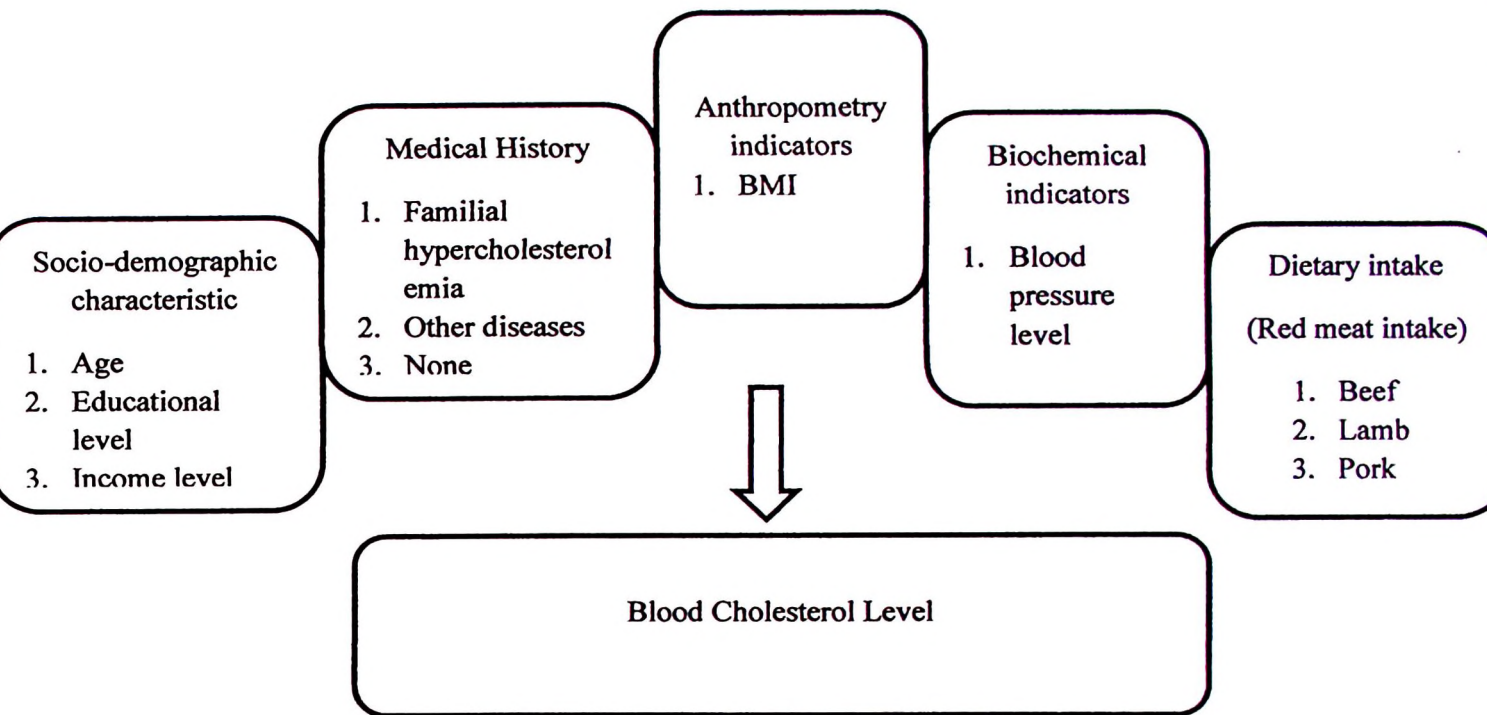 Socio-demographic
characteristic
1. Age
2. Educational
level
3. Income level
Medical History
1. Familial
hypercholesterol
emia
2. Other diseases
3. None
Anthropometry
indicators
1. BMI
Biochemical
indicators
1. Blood
pressure
level
Dietary intake
(Red meat intake)
1. Beef
2. Lamb
3. Pork
Blood Cholesterol Level